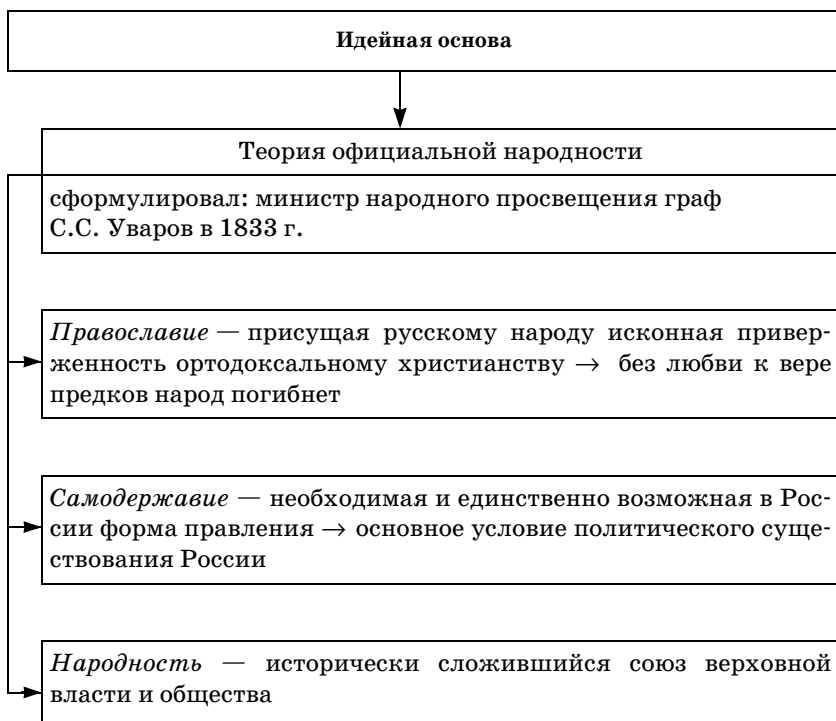 Идейная основа
Теория официальной народности
сформулировал: министр народного просвещения граф
С.С. Уваров в 1833 г.
Православие — присущая русскому народу исконная привер-
женность ортодоксальному христианству → без любви к вере
предков народ погибнет
Самодержавие — необходимая и единственно возможная в Рос-
сии форма правления → основное условие политического суще-
ствования России
Народность — исторически сложившийся союз верховной
власти и общества